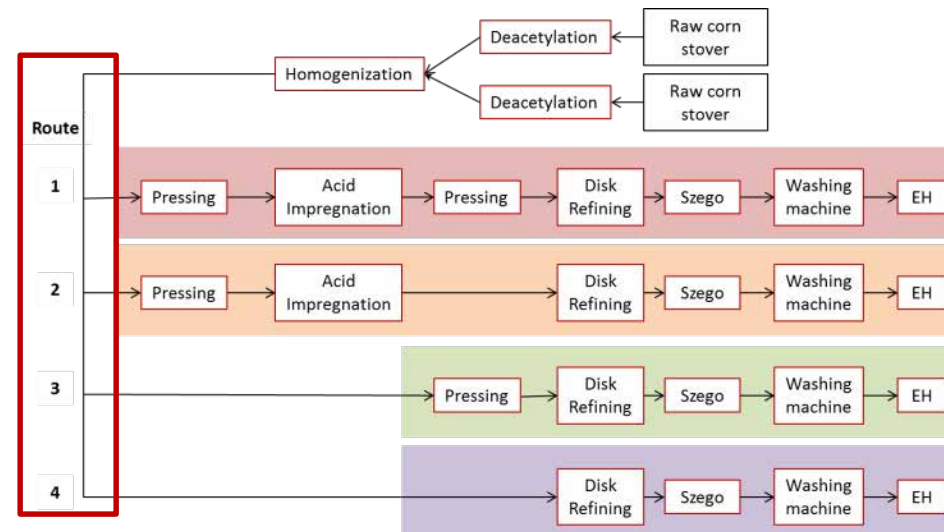 Deacetylation
Raw corn
stover
Homogenization
Deacetylation
Raw corn
stover
Route
1
Pressing
Acid
Impregnation
Pressing
Disk
Refining
Szego
Washing
machine
EH
2
Pressing
Acid
Impregnation
Disk
Refining
Szego
Washing
machine
EH
3
Pressing
Disk
Refining
Szego
Washing
machine
EH
4
Disk
Refining
Szego
Washing
machine
EH